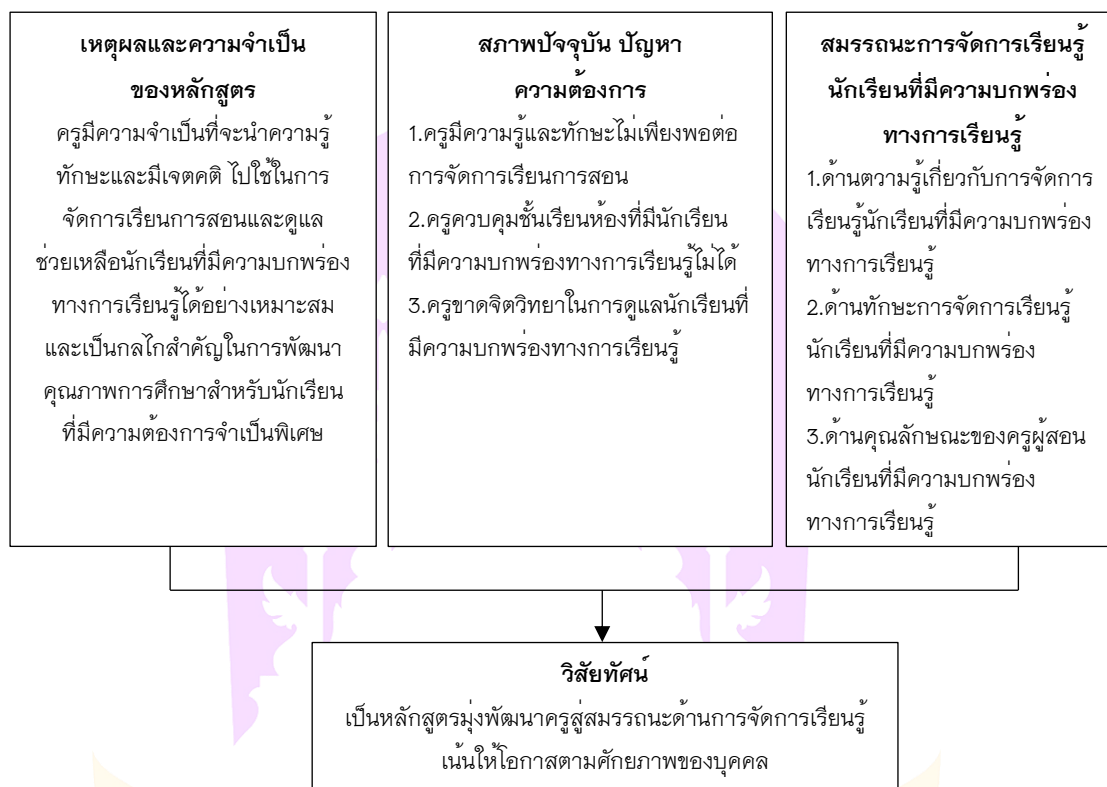 เหตุผลและความจำเป็น
ของหลักสูตร
ครูมีความจำเป็นที่จะนำความรู้
ทักษะและมีเจตคติ ไปใช้ในการ
จัดการเรียนการสอนและดูแล
ช่วยเหลือนักเรียนที่มีความบกพร่อง
ทางการเรียนรู้ได้อย่างเหมาะสม
และเป็นกลไกสำคัญในการพัฒนา
คุณภาพการศึกษาสำหรับนักเรียน
ที่มีความต้องการจำเป็นพิเศษ
สภาพปัจจุบัน ปัญหา
ความต้องการ
1.ครูมีความรู้และทักษะไม่เพียงพอต่อ
การจัดการเรียนการสอน
2.ครูควบคุมชั้นเรียนห้องที่มีนักเรียน
ที่มีความบกพร่องทางการเรียนรู้ไม่ได้
3.ครูขาดจิตวิทยาในการดูแลนักเรียนที่
มีความบกพร่องทางการเรียนรู้
สมรรถนะการจัดการเรียนรู้
นักเรียนที่มีความบกพร่อง
ทางการเรียนรู้
1.ด้านตวามรู้เกี่ยวกับการจัดการ
เรียนรู้นักเรียนที่มีความบกพร่อง
ทางการเรียนรู้
2.ด้านทักษะการจัดการเรียนรู้
นักเรียนที่มีความบกพร่อง
ทางการเรียนรู้
3.ด้านคุณลักษณะของครูผู้สอน
นักเรียนที่มีความบกพร่อง
ทางการเรียนรู้
วิสัยทัศน์
เป็นหลักสูตรมุ่งพัฒนาครูสู่สมรรถนะด้านการจัดการเรียนรู้
เน้นให้โอกาสตามศักยภาพของบุคคล